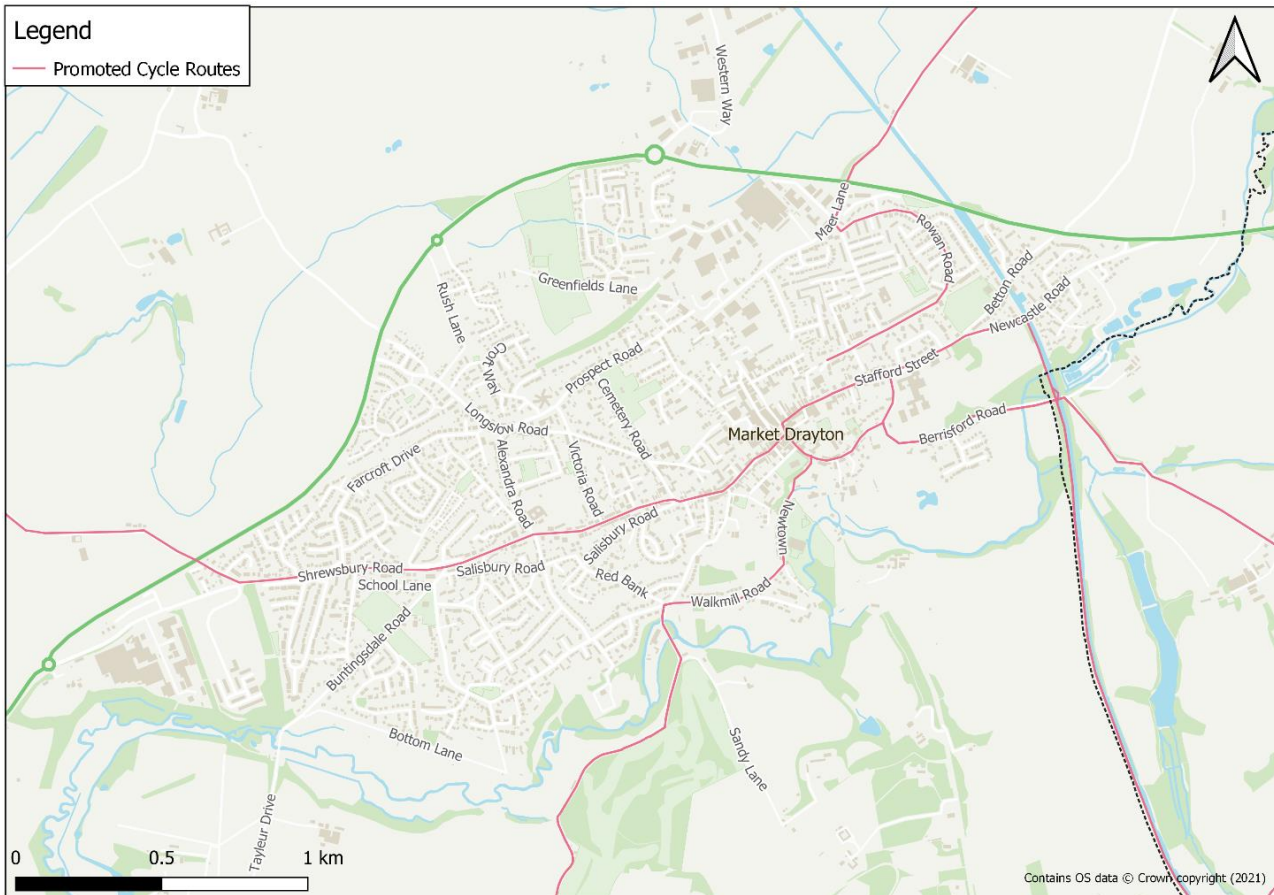 Legend
Promoted Cycle Routes
Western Way
Maer Lane
Rowan Road
Greenfields Lane
Betton Road
Newcastle Road
Rush Lane
Croft Way
Prospect Road
Stafford Street
Cemetery Road
Longslow Road
Market Drayton
Berrisford Road
Farcroft Drive
Alexandra Road
Victoria Road
Newtown
Salisbury Road
Shrewsbury Road
School Lane
Salisbury Road
Red Bank
Walkmill Road
Buntingsdale Road
Bottom Lane
Sandy Lane
Tayleur Drive
0 0.5 1 km
Contains OS data © Crown copyright (2021)